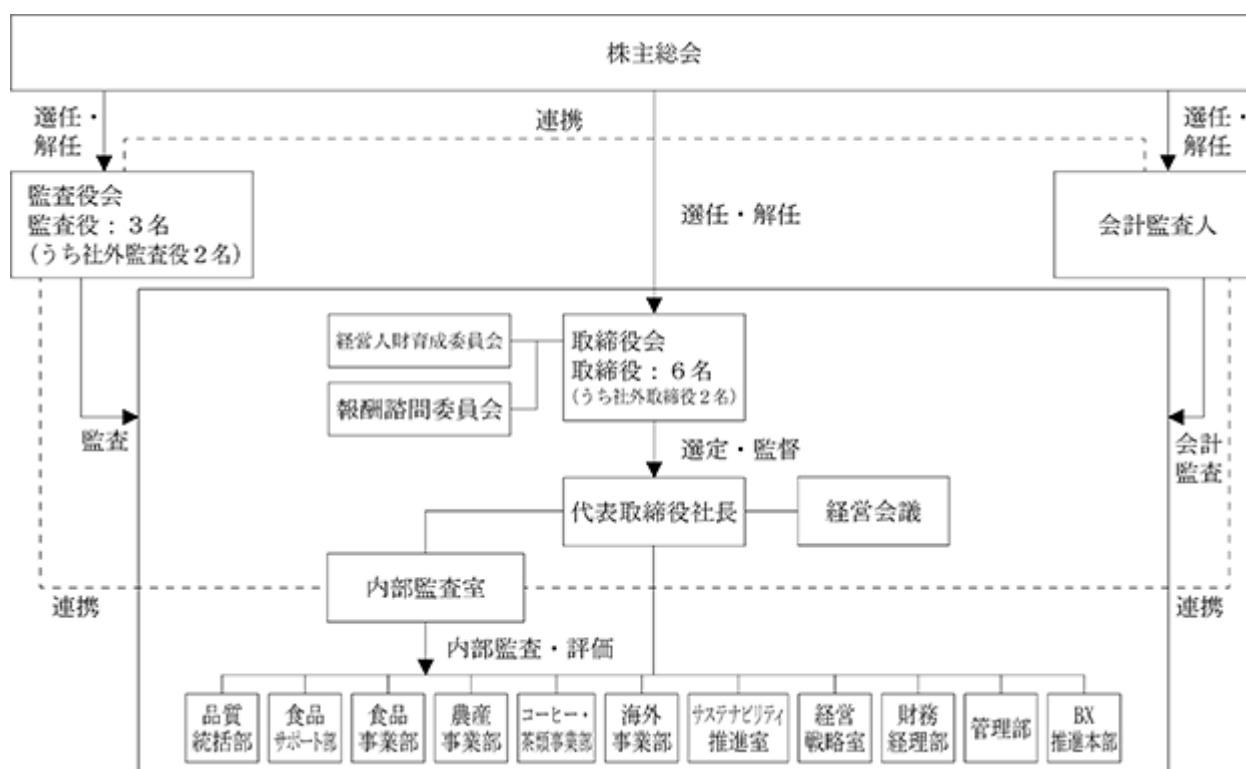 株主総会
選任・
解任
連携
選任・
解任
監査役会
監査役：３名
(うち社外監査役２名)
選任・解任
会計監査人
経営人財育成委員会
取締役会
取締役：６名
(うち社外取締役２名)
報酬諮問委員会
監査
会計
監査
選定・監督
代表取締役社長
経営会議
内部監査室
連携
連携
内部監査・評価
品質
統括部
食品
サポート部
食品
事業部
農産
事業部
コーヒー・
茶類事業部
海外
事業部
サステナビリティ
推進室
経営
戦略室
財務
経理部
管理部
BX
推進本部